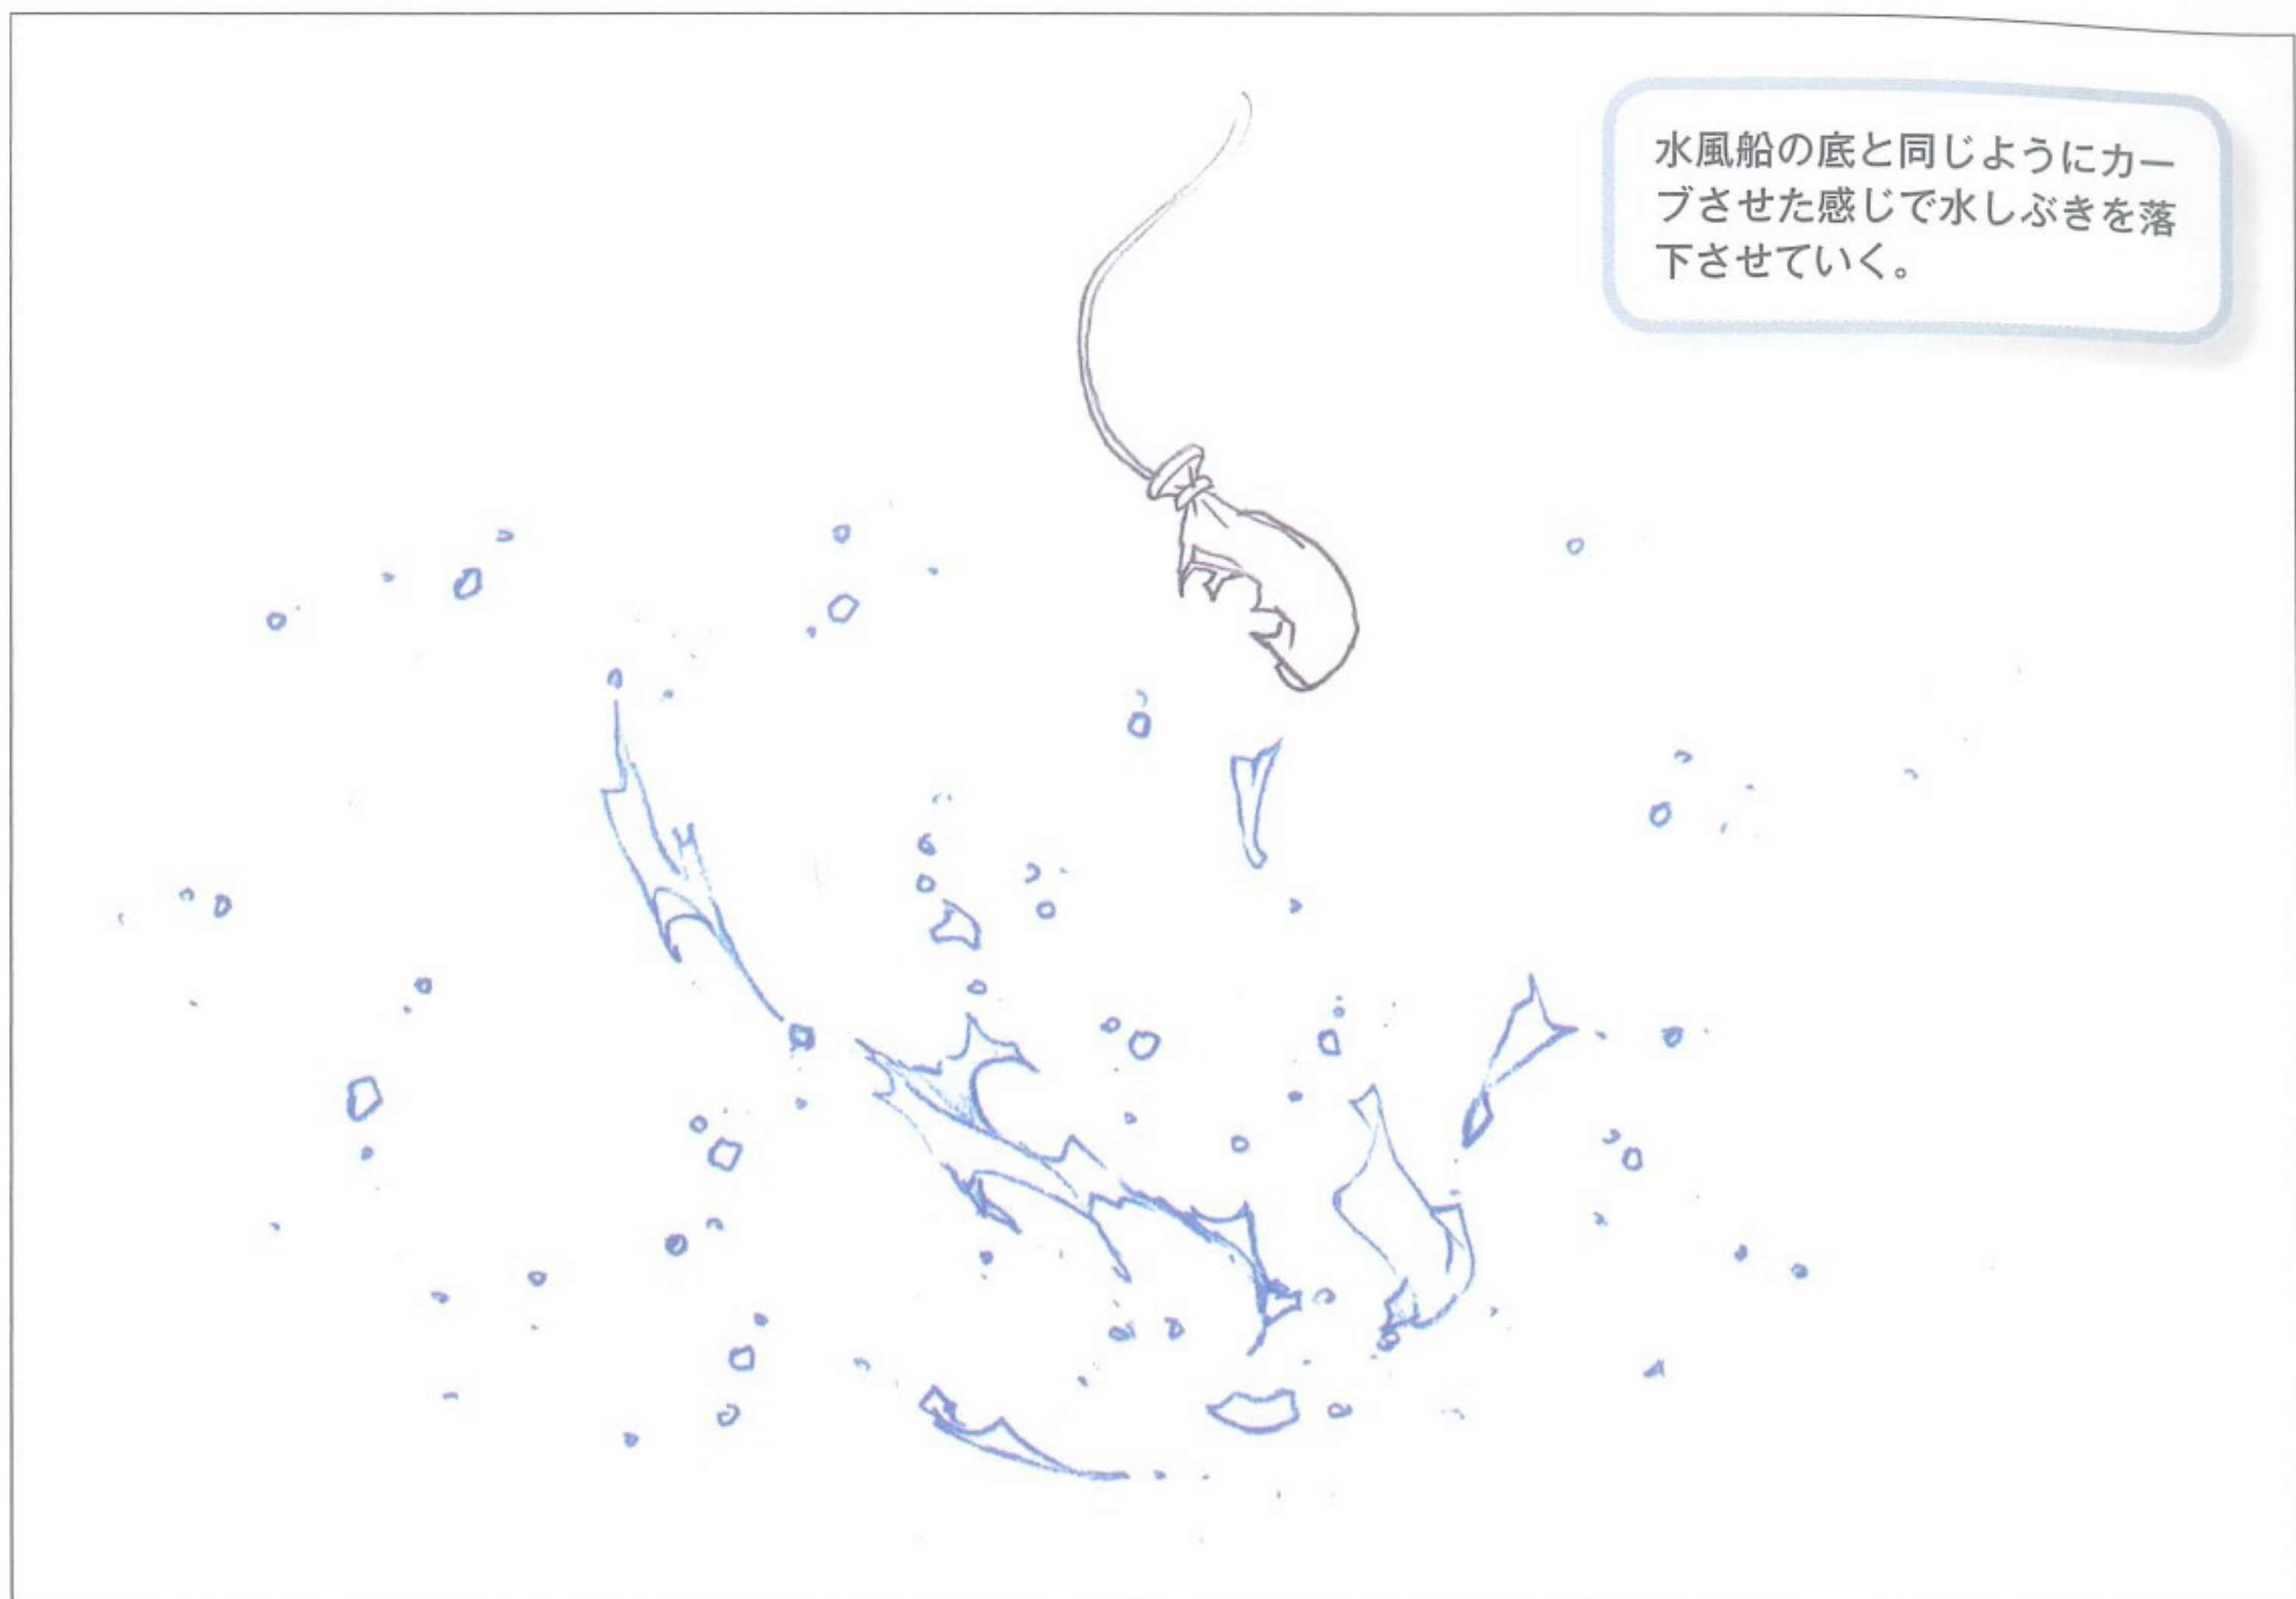 水風船の底と同じようにカー
ブさせた感じで水しぶきを落
下させていく。